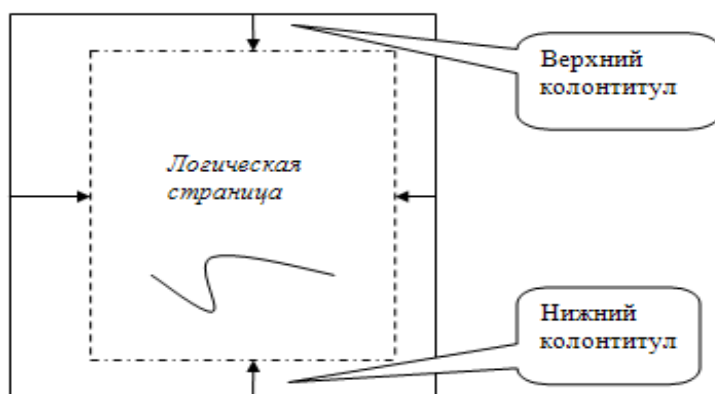 Верхний
колонтитул
Логическая
страница
Нижний
колонтитул